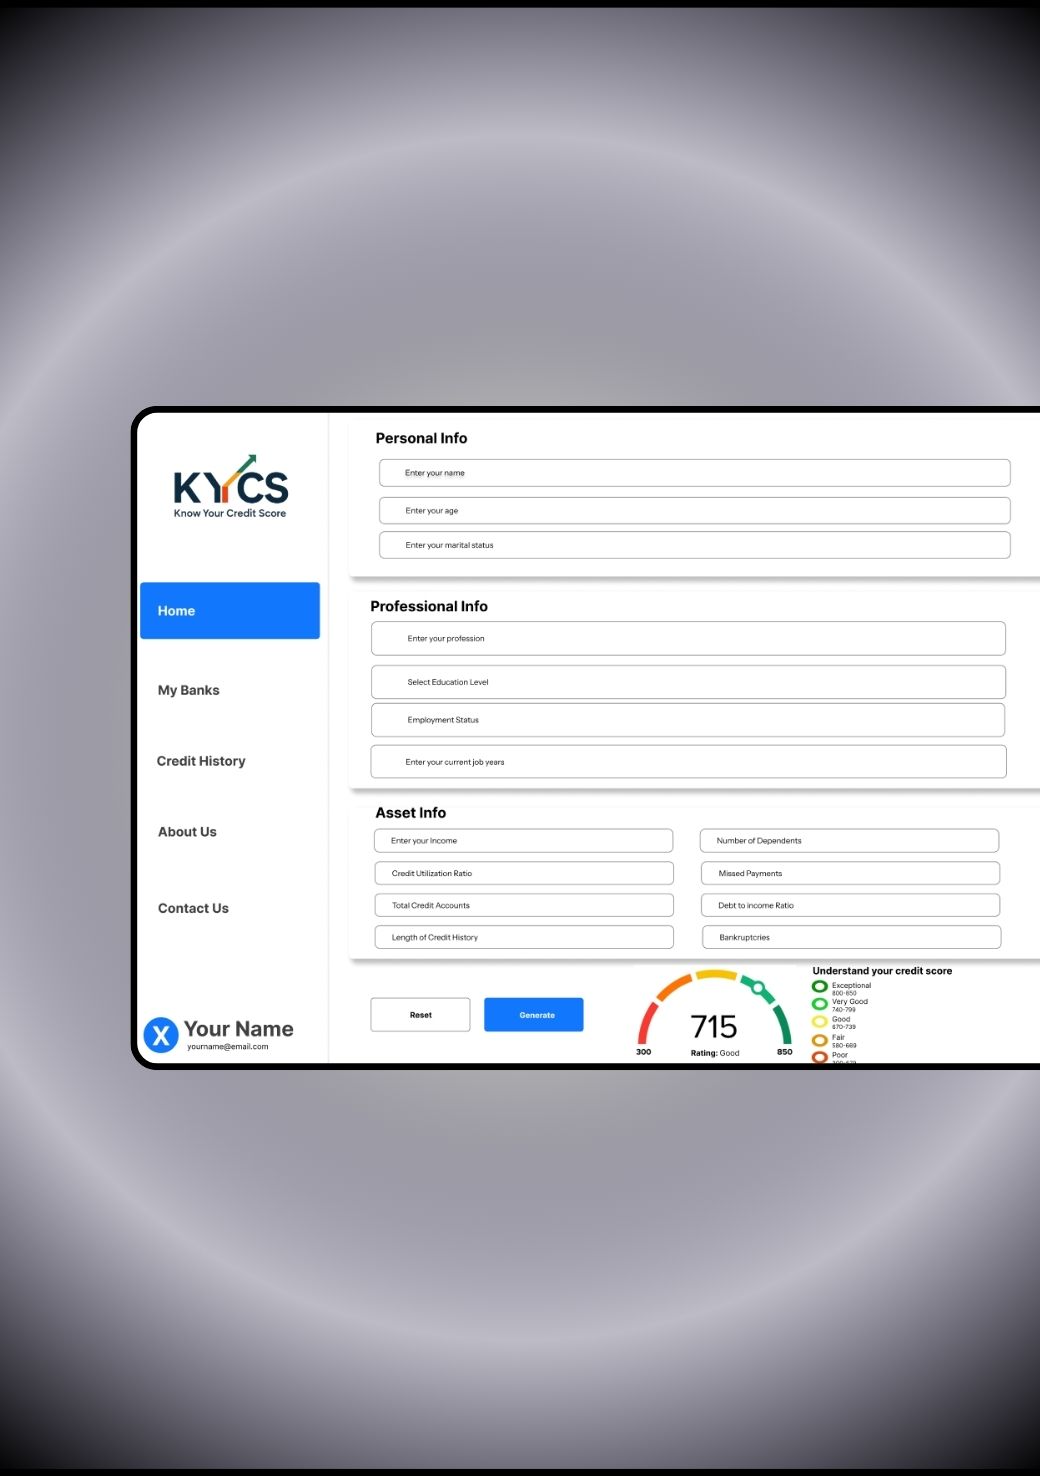 KYCS
Know Your Credit Score
Home
My Banks
Credit History
About Us
Contact Us
X
Your Name
yourname@email.com
Personal Info
Enter your name
Enter your age
Enter your marital status
Professional Info
Enter your profession
Select Education Level
Employment Status
Enter your current job years
Asset Info
Enter your Income
Number of Dependents
Credit Utilization Ratio
Missed Payments
Total Credit Accounts
Debt to income Ratio
Length of Credit History
Bankruptcries
Reset
Generate
715
300
Rating: Good
850
Understand your credit score
Exceptional
800-850
Very Good
740-799
Good
670-739
Fair
580-669
Poor